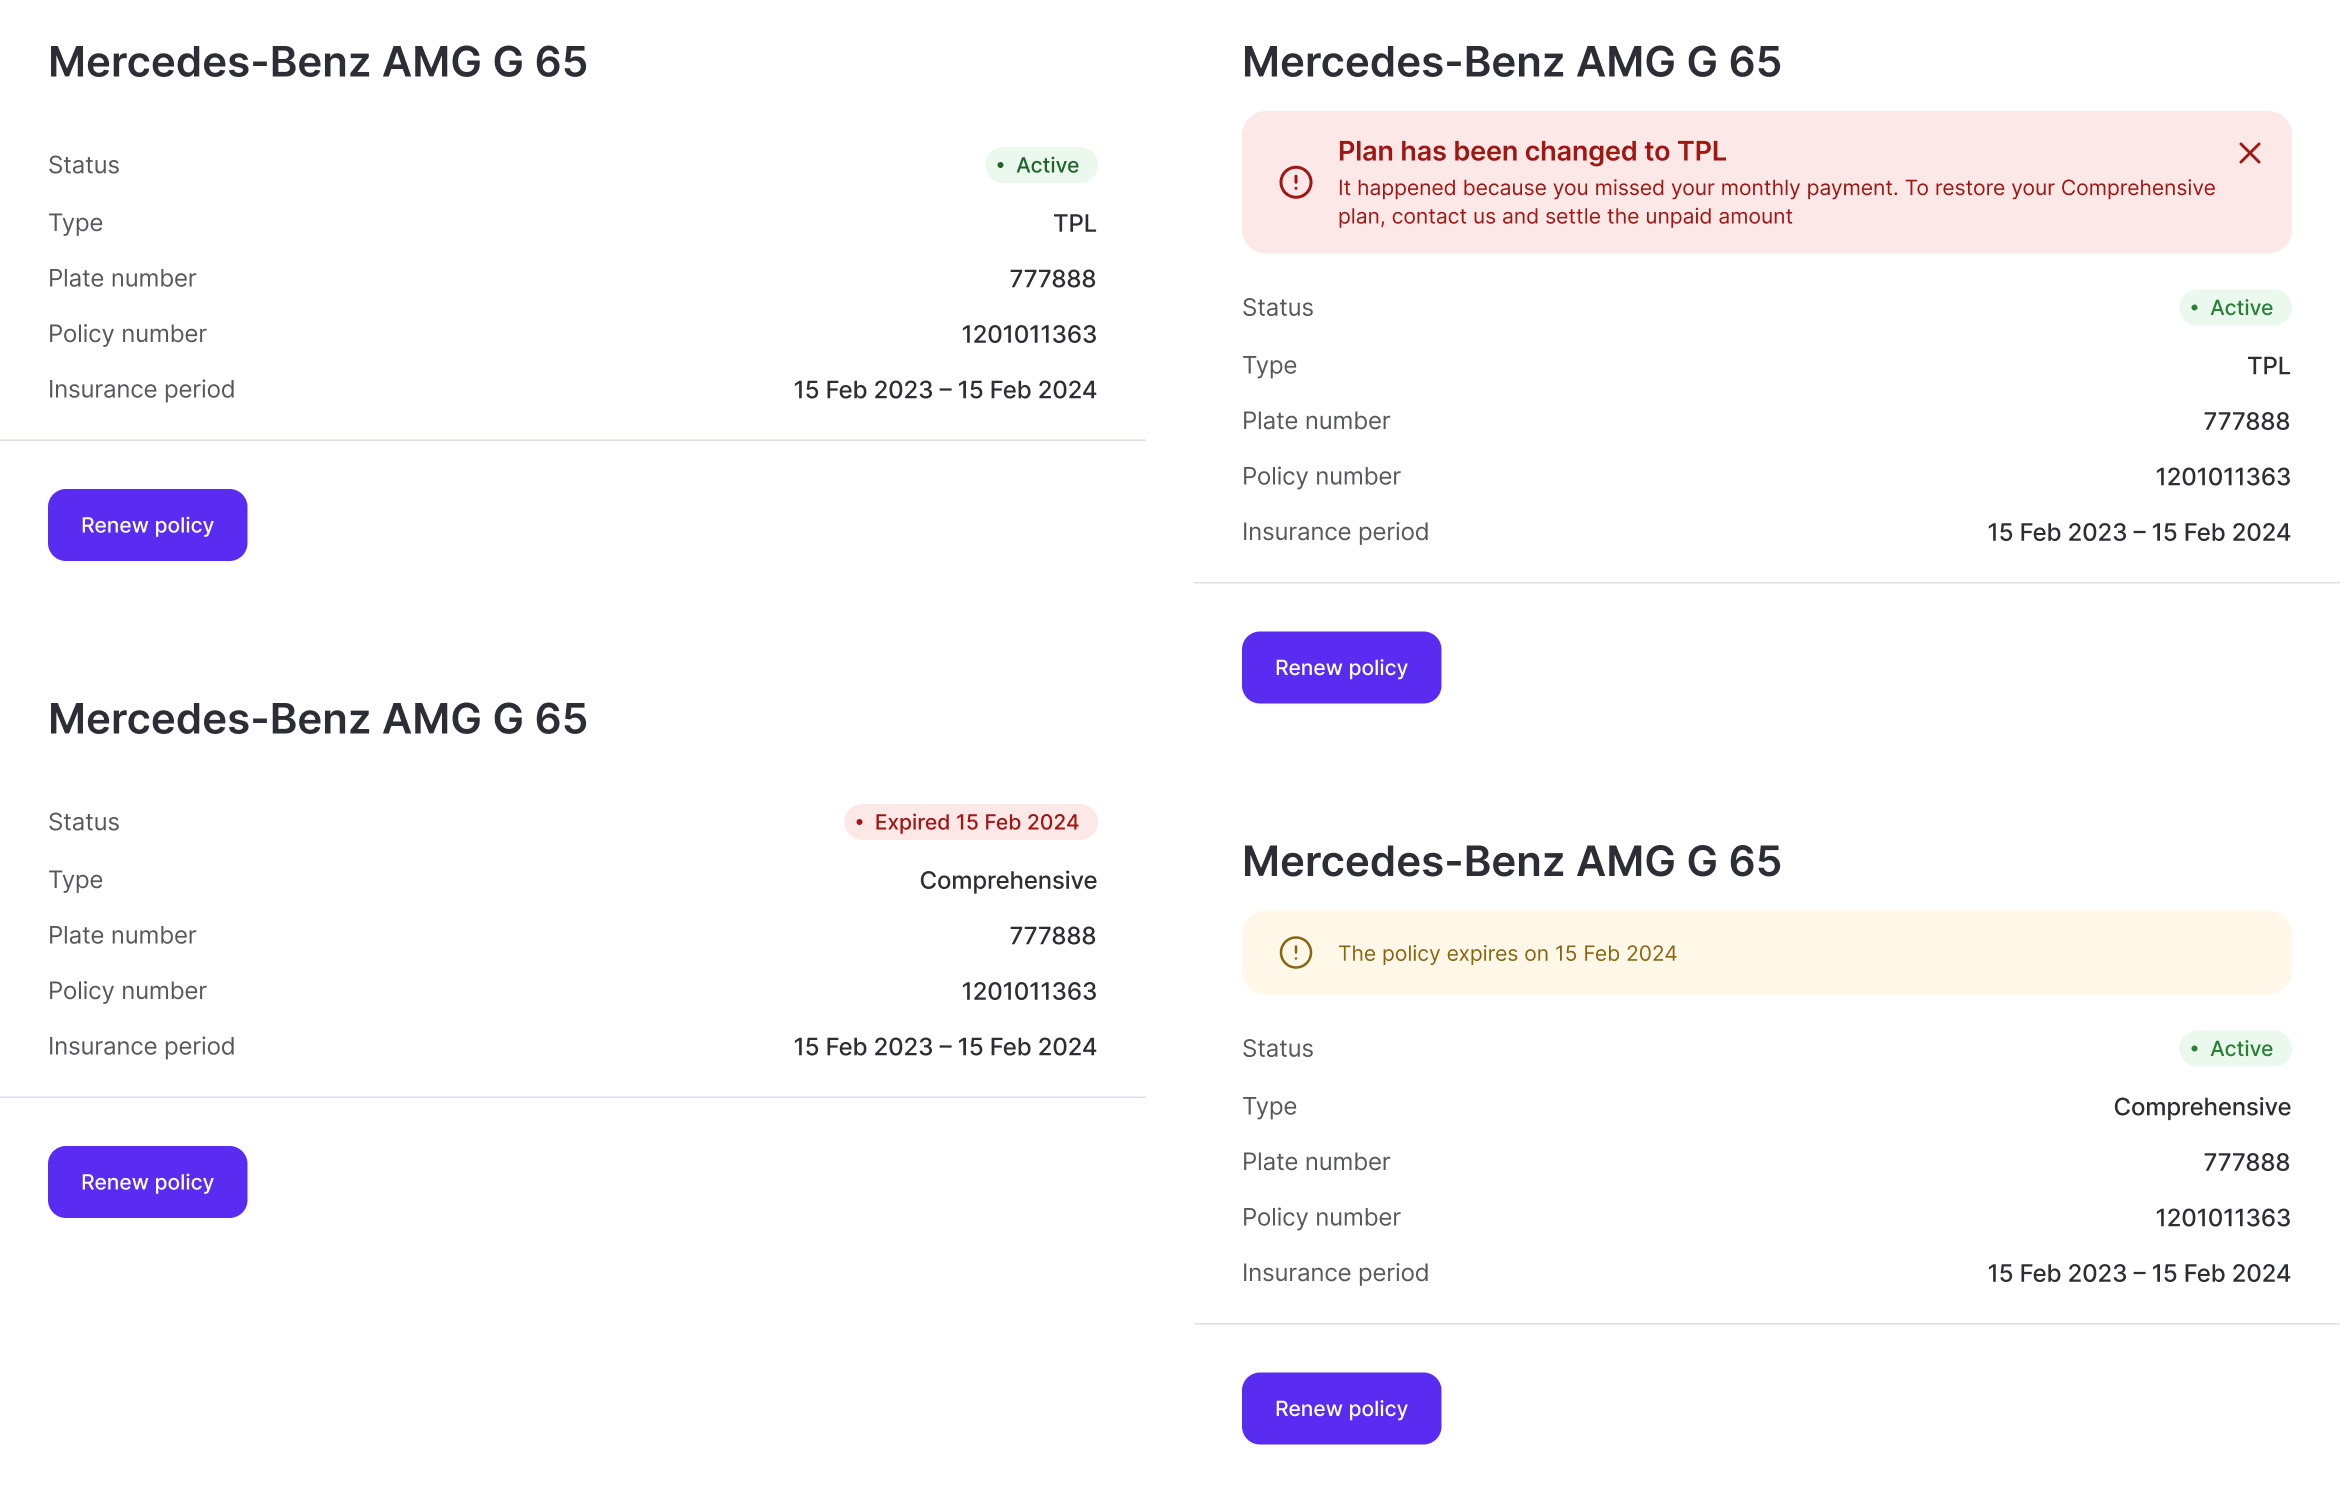 Mercedes-Benz AMG G 65
Status
• Active
Type
TPL
Plate number
777888
Policy number
1201011363
Insurance period
15 Feb 2023 – 15 Feb 2024
Renew policy
Mercedes-Benz AMG G 65
Plan has been changed to TPL
It happened because you missed your monthly payment. To restore your Comprehensive
plan, contact us and settle the unpaid amount
Status
• Active
Type
TPL
Plate number
777888
Policy number
1201011363
Insurance period
15 Feb 2023 – 15 Feb 2024
Renew policy
Mercedes-Benz AMG G 65
Status
• Expired 15 Feb 2024
Type
Comprehensive
Plate number
777888
Policy number
1201011363
Insurance period
15 Feb 2023 – 15 Feb 2024
Renew policy
Mercedes-Benz AMG G 65
The policy expires on 15 Feb 2024
Status
• Active
Type
Comprehensive
Plate number
777888
Policy number
1201011363
Insurance period
15 Feb 2023 – 15 Feb 2024
Renew policy